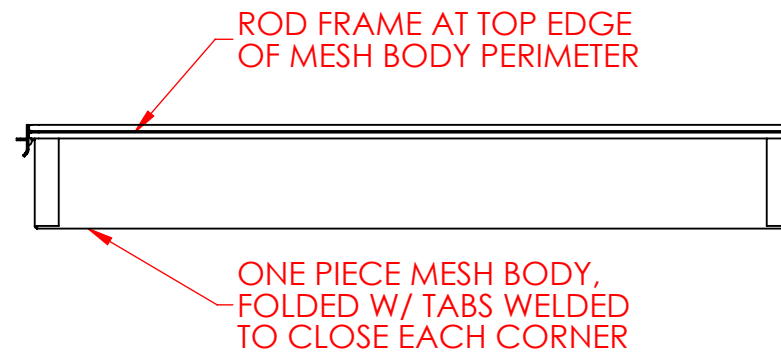 ROD FRAME AT TOP EDGE
OF MESH BODY PERIMETER
ONE PIECE MESH BODY,
FOLDED W/ TABS WELDED
TO CLOSE EACH CORNER